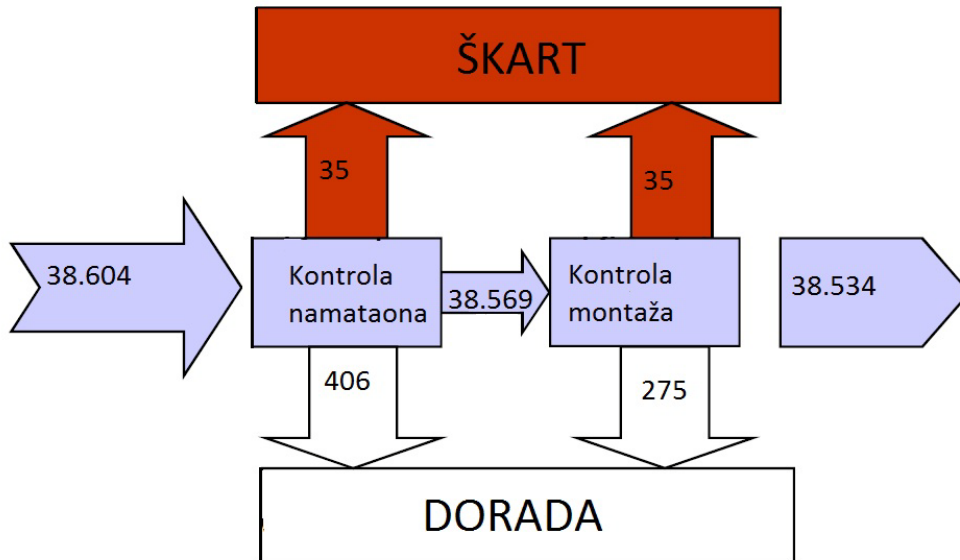 ŠKART
35
35
38.604
Kontrola
namataona
38.569
Kontrola
montaža
38.534
406
275
DORADA